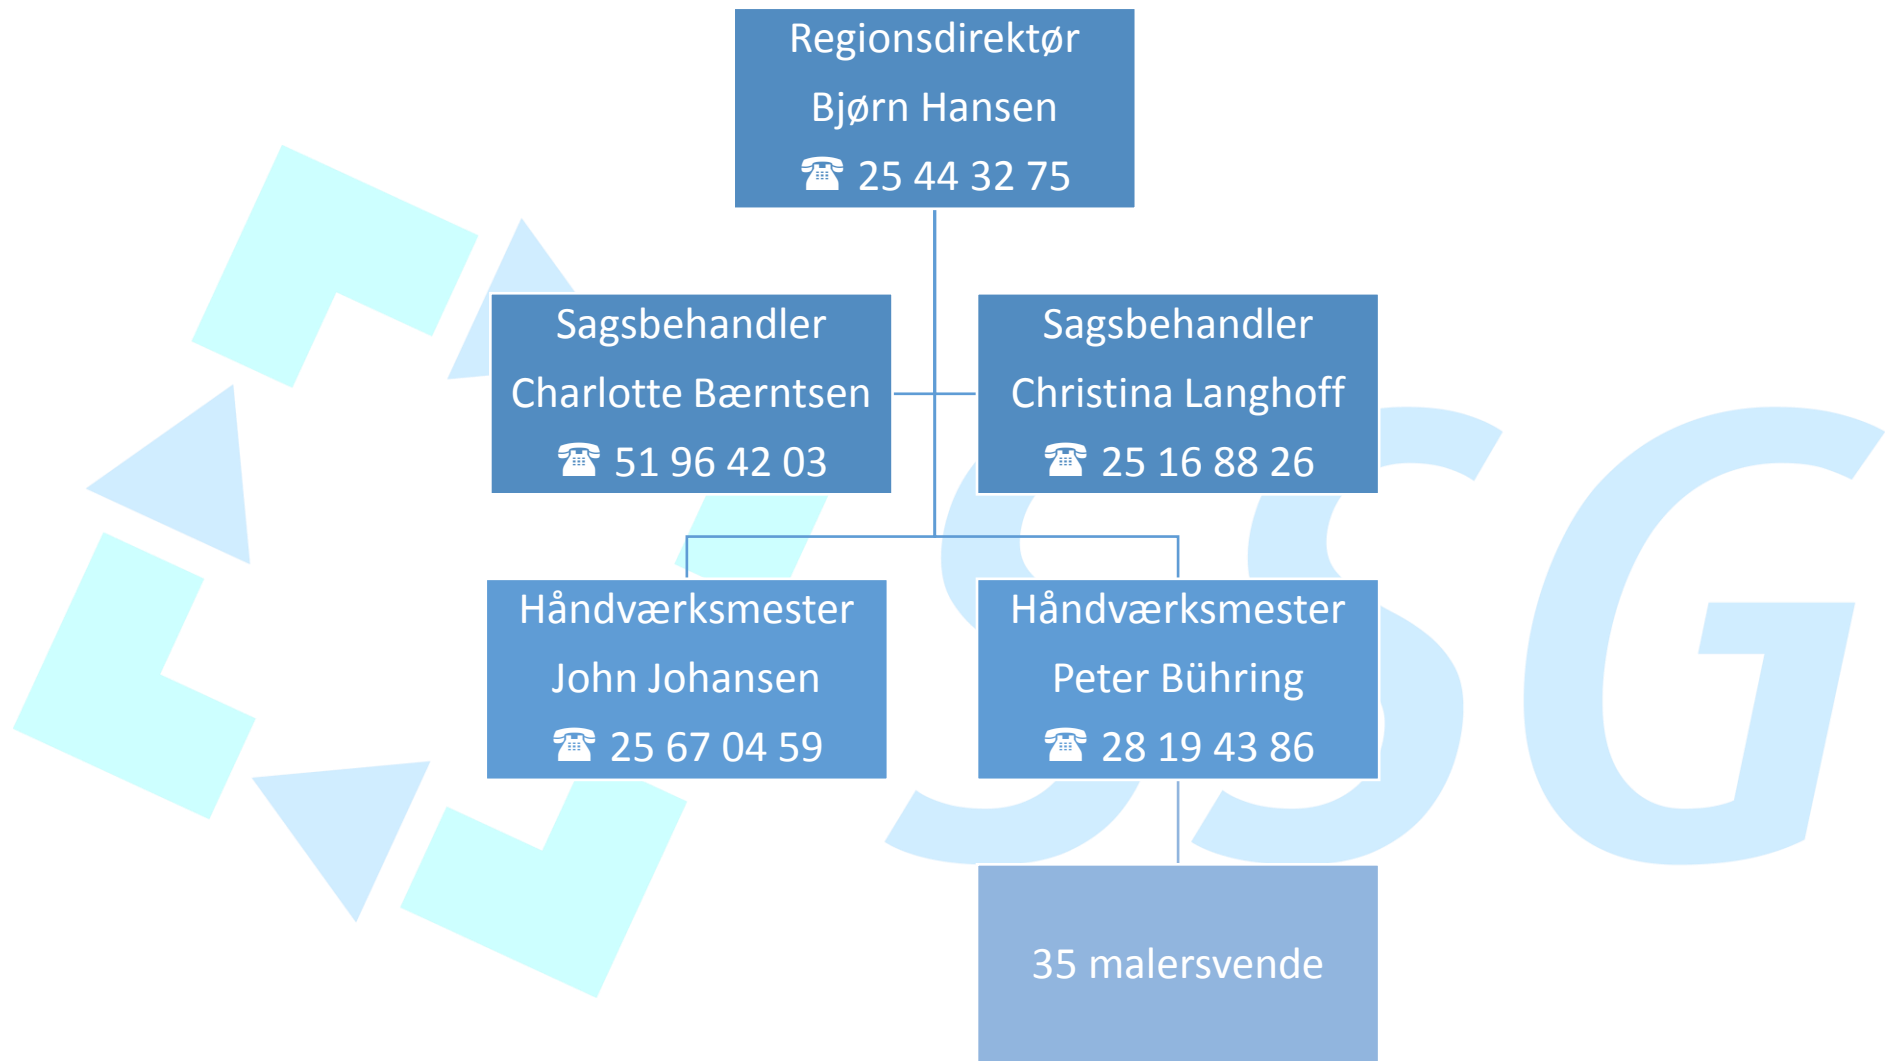 Regionsdirektør
Bjørn Hansen
☎ 25 44 32 75
Sagsbehandler
Charlotte Bærntsen
☎ 51 96 42 03
Sagsbehandler
Christina Langhoff
☎ 25 16 88 26
Håndværksmester
John Johansen
☎ 25 67 04 59
Håndværksmester
Peter Bühring
☎ 28 19 43 86
35 malersvende
SSG